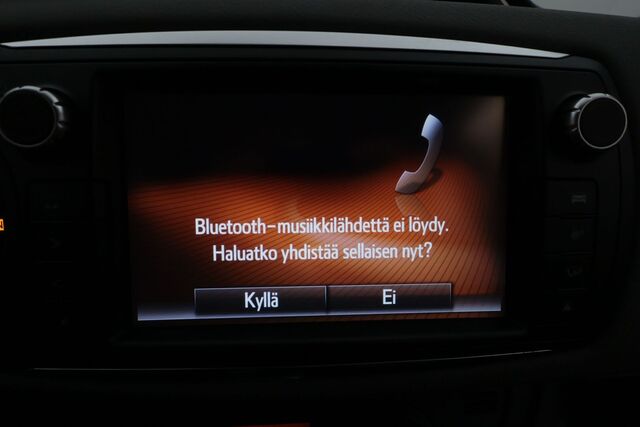 Bluetooth-musiikkilähdettä ei löydy.
Haluatko yhdistää sellaisen nyt?
Kyllä
Ei